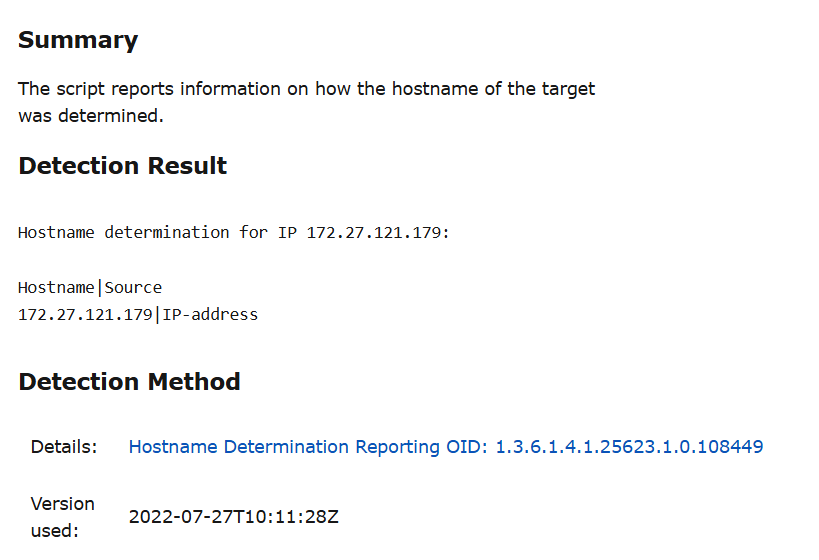 Summary
The script reports information on how the hostname of the target
was determined.
Detection Result
Hostname determination for IP 172.27.121.179:
Hostname|Source
172.27.121.179|IP-address
Detection Method
Details: Hostname Determination Reporting OID: 1.3.6.1.4.1.25623.1.0.108449
Version
used: 2022-07-27T10:11:28Z